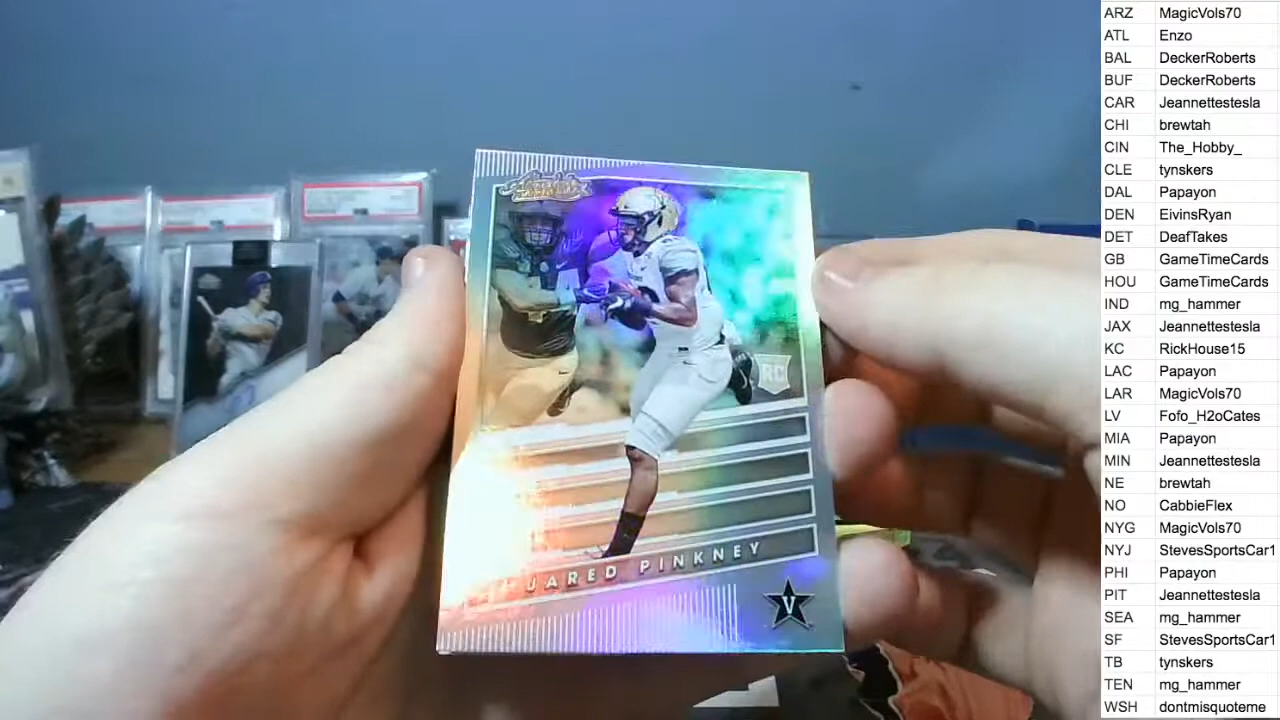 RC
JARED PINKNEY
V
ARZ MagicVols70
ATL Enzo
BAL DeckerRoberts
BUF DeckerRoberts
CAR Jeannettestesla
CHI brewtah
CIN The_Hobby_
CLE tynskers
DAL Papayon
DEN EivinsRyan
DET DeafTakes
GB GameTimeCards
HOU GameTimeCards
IND mg_hammer
JAX Jeannettestesla
KC RickHouse15
LAC Papayon
LAR MagicVols70
LV Fofo_H2oCates
MIA Papayon
MIN Jeannettestesla
NE brewtah
NO CabbieFlex
NYG MagicVols70
NYJ StevesSportsCar1
PHI Papayon
PIT Jeannettestesla
SEA mg_hammer
SF StevesSportsCar1
TB tynskers
TEN mg_hammer
WSH dontmisquoteme